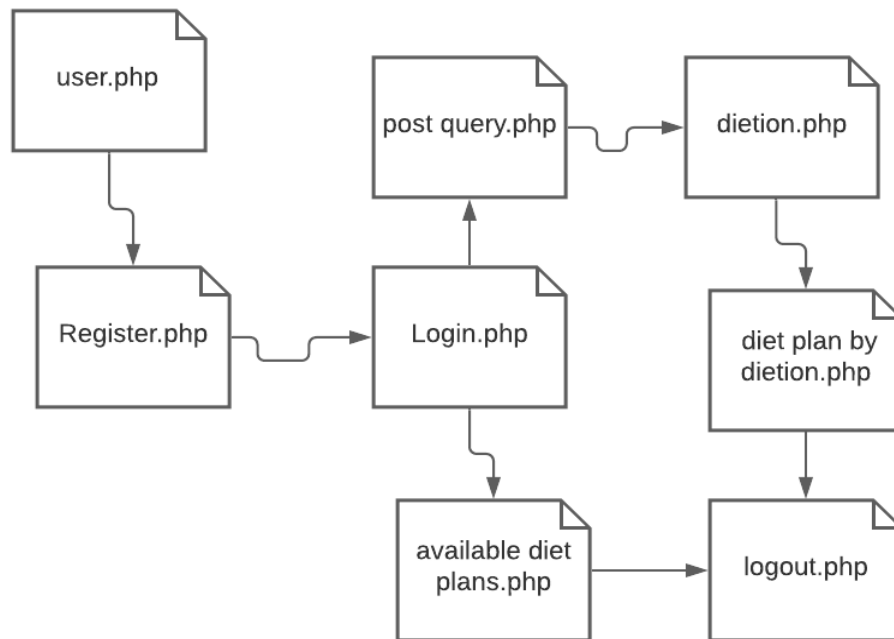 user.php
post query.php
dietion.php
Register.php
Login.php
diet plan by
dietion.php
available diet
plans.php
logout.php